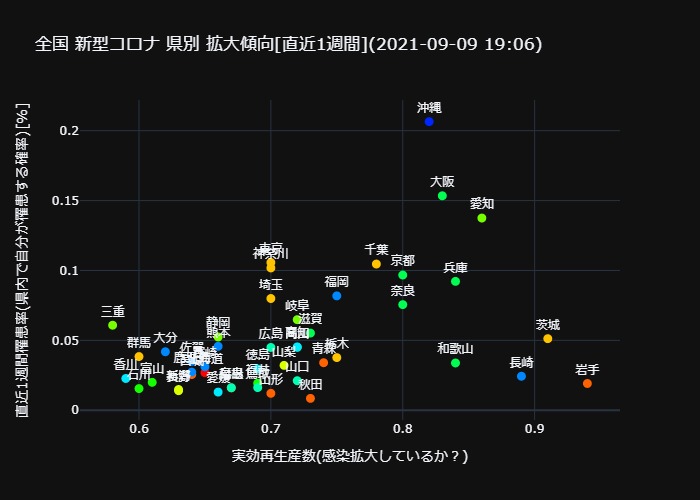 全国 新型コロナ 県別 拡大傾向[直近1週間](2021-09-09 19:06)
直近1週間罹患率(県内で自分が罹患する確率)[%]
0.2
0.15
0.1
0.05
0
沖縄
大阪
愛知
東京
神奈川
千葉
京都
兵庫
埼玉
福岡
奈良
三重
岐阜
滋賀
静岡
熊本
群馬
大分
広島
高知
栃木
茨城
佐賀
徳島
山梨
青森
和歌山
香川
富山
石川
愛媛
山形
山口
秋田
長崎
岩手
0.6
0.7
0.8
0.9
実効再生産数(感染拡大しているか？)